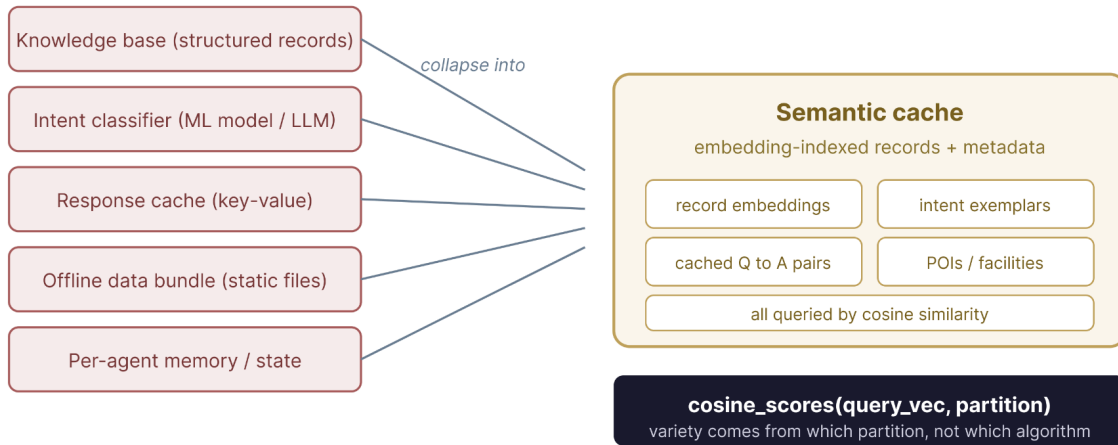 Knowledge base (structured records)
collapse into
Intent classifier (ML model / LLM)
Response cache (key-value)
Offline data bundle (static files)
Per-agent memory / state
Semantic cache
embedding-indexed records + metadata
record embeddings
intent exemplars
cached Q to A pairs
POIs / facilities
all queried by cosine similarity
cosine_scores(query_vec, partition)
variety comes from which partition, not which algorithm